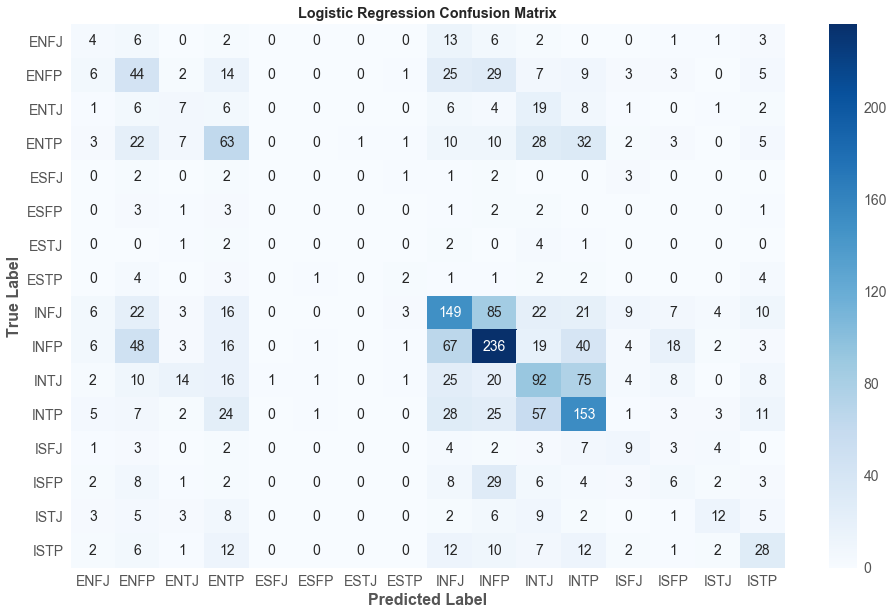 Logistic Regression Confusion Matrix
True Label
ENFJ 4 6 0 2 0 0 0 0 13 6 2 0 0 1 1 3
ENFP 6 44 2 14 0 0 0 1 25 29 7 9 3 3 0 5
ENTJ 1 6 7 6 0 0 0 0 6 4 19 8 1 0 1 2
ENTP 3 22 7 63 0 0 1 1 10 10 28 32 2 3 0 5
ESFJ 0 2 0 2 0 0 0 1 1 2 0 0 3 0 0 0
ESFP 0 3 1 3 0 0 0 0 1 2 2 0 0 0 0 1
ESTJ 0 0 1 2 0 0 0 0 2 0 4 1 0 0 0 0
ESTP 0 4 0 3 0 1 0 2 1 1 2 2 0 0 0 4
INFJ 6 22 3 16 0 0 0 3 149 85 22 21 9 7 4 10
INFP 6 48 3 16 0 1 0 1 67 236 19 40 4 18 2 3
INTJ 2 10 14 16 1 1 0 1 25 20 92 75 4 8 0 8
INTP 5 7 2 24 0 1 0 0 28 25 57 153 1 3 3 11
ISFJ 1 3 0 2 0 0 0 0 4 2 3 7 9 3 4 0
ISFP 2 8 1 2 0 0 0 0 8 29 6 4 3 6 2 3
ISTJ 3 5 3 8 0 0 0 0 2 6 9 2 0 1 12 5
ISTP 2 6 1 12 0 0 0 0 12 10 7 12 2 1 2 28
ENFJ ENFP ENTJ ENTP ESFJ ESFP ESTJ ESTP INFJ INFP INTJ INTP ISFJ ISFP ISTJ ISTP
Predicted Label
200
160
120
80
40
0